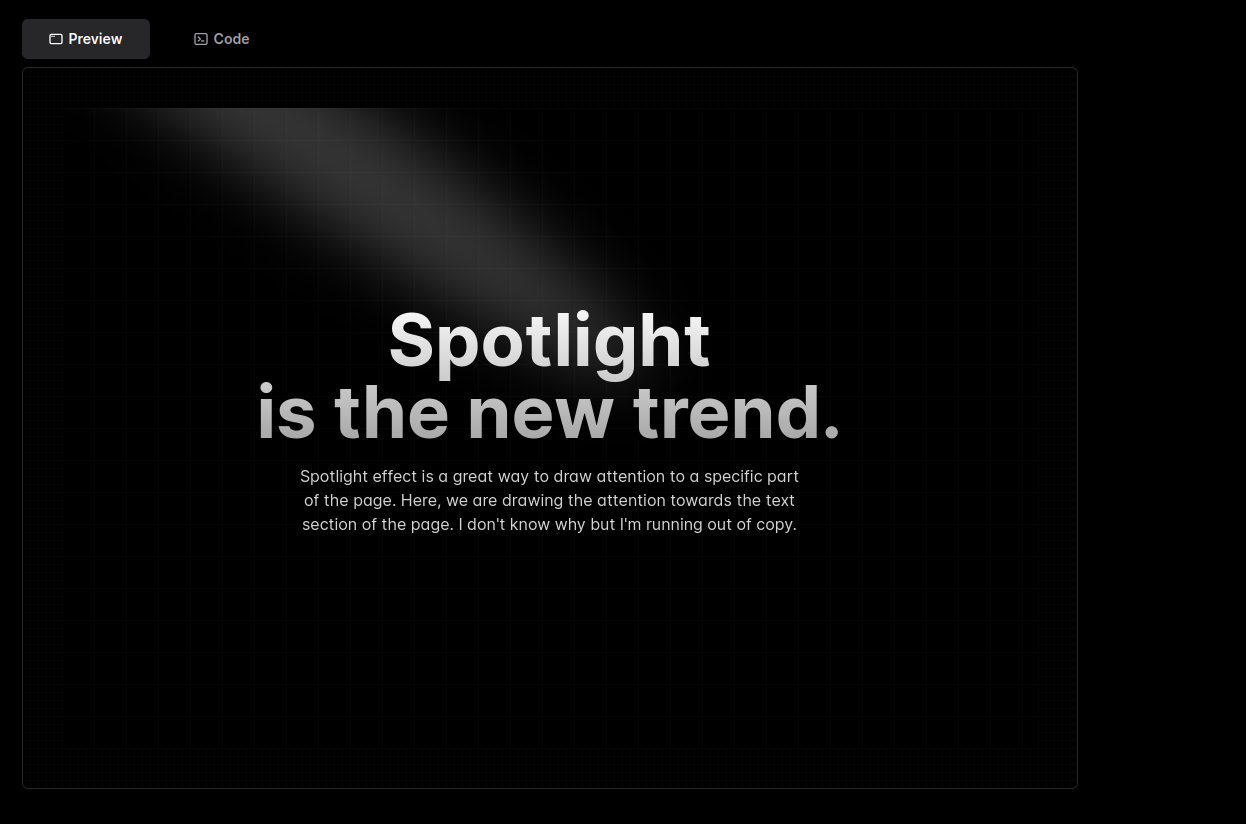 Preview
Code
Spotlight
is the new trend.
Spotlight effect is a great way to draw attention to a specific part
of the page. Here, we are drawing the attention towards the text
section of the page. I don't know why but I'm running out of copy.